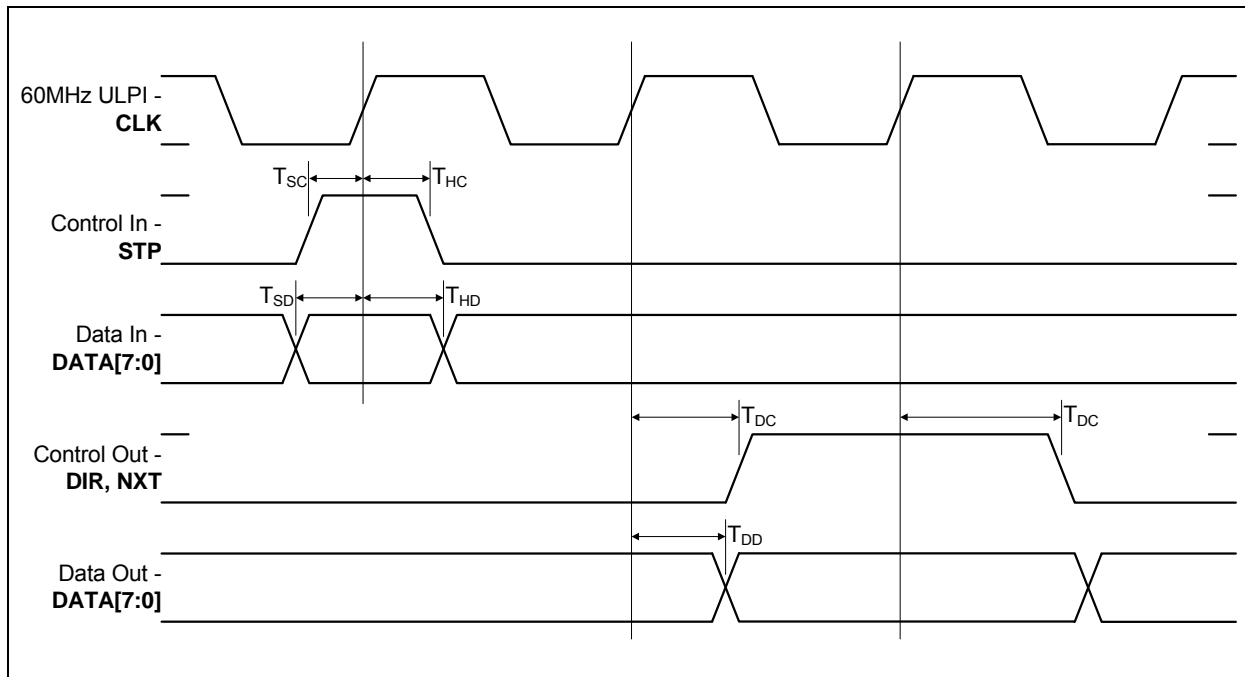 60MHz ULPI -
CLK
TSC
THC
Control In -
STP
TSD
THD
Data In -
DATA[7:0]
TDC
TDC
Control Out -
DIR, NXT
TDD
Data Out -
DATA[7:0]